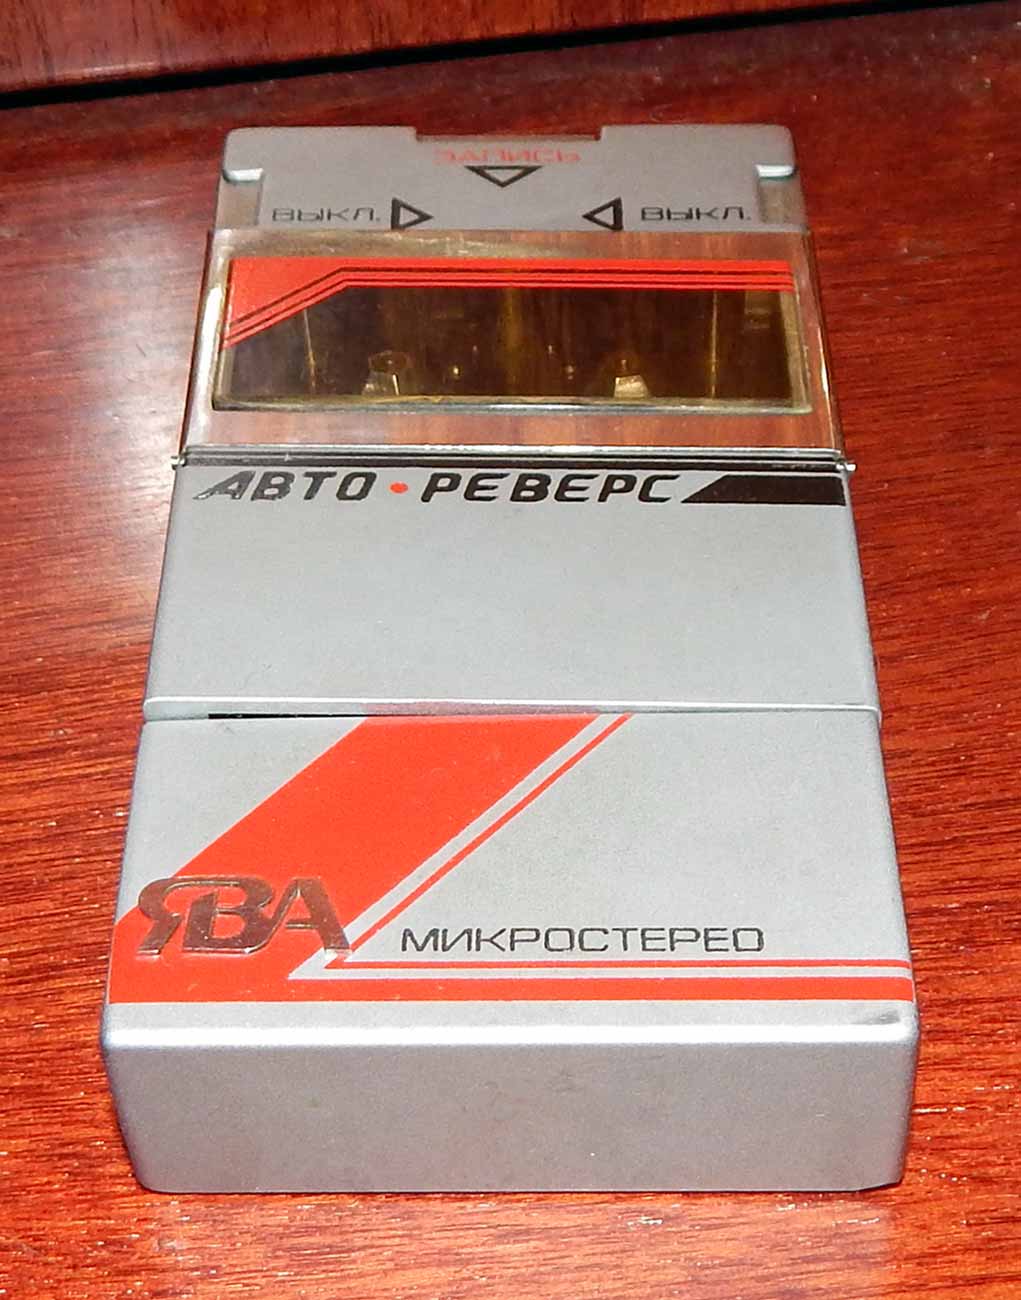 ЗАПИСЬ
ВЫКЛ. ВЫКЛ.
АВТО • РЕВЕРС
ЯВА
МИКРОСТЕРЕО